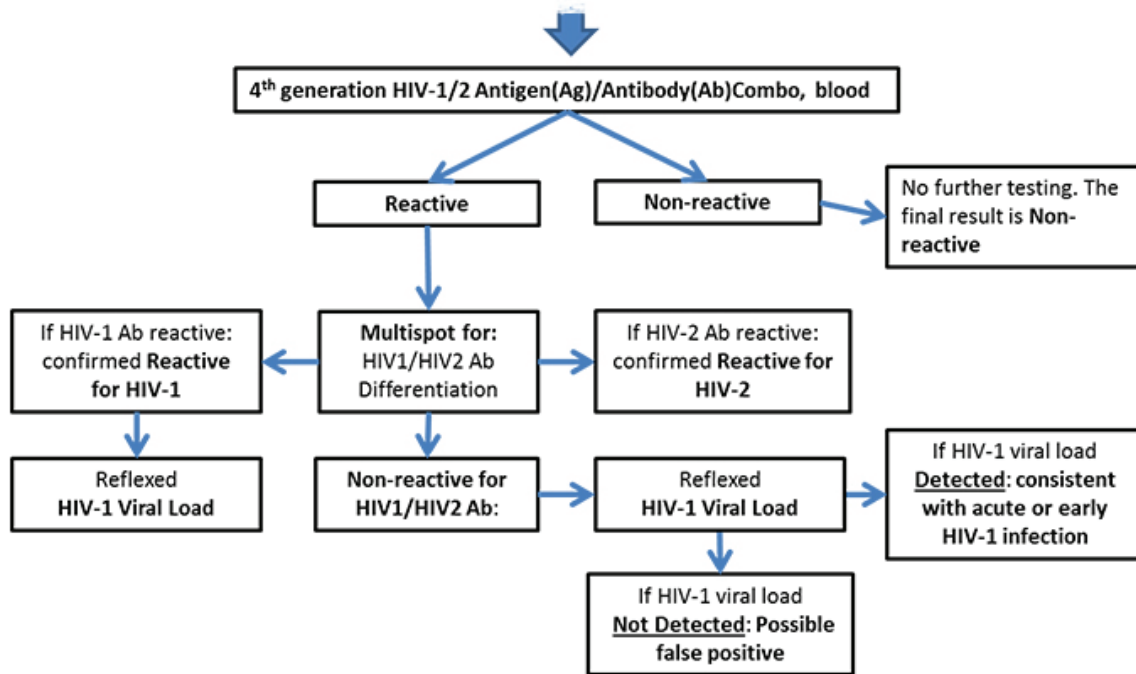 4th generation HIV-1/2 Antigen(Ag)/Antibody(Ab)Combo, blood
Reactive
Non-reactive
No further testing. The
final result is Non-
reactive
If HIV-1 Ab reactive:
confirmed Reactive
for HIV-1
Multispot for:
HIV1/HIV2 Ab
Differentiation
If HIV-2 Ab reactive:
confirmed Reactive for
HIV-2
Reflexed
HIV-1 Viral Load
Non-reactive for
HIV1/HIV2 Ab:
Reflexed
HIV-1 Viral Load
If HIV-1 viral load
Detected: consistent
with acute or early
HIV-1 infection
If HIV-1 viral load
Not Detected: Possible
false positive